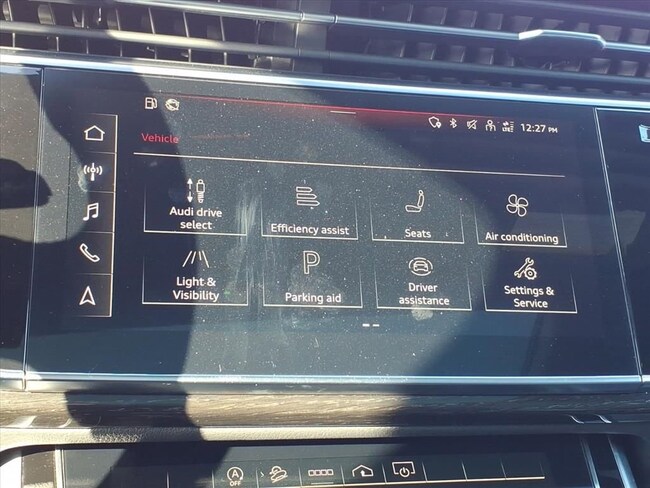 12:27 PM
Vehicle
Audi drive
select
Efficiency assist
Seats
Air conditioning
Light &
Visibility
P
Parking aid
Driver
assistance
Settings &
Service
A
OFF